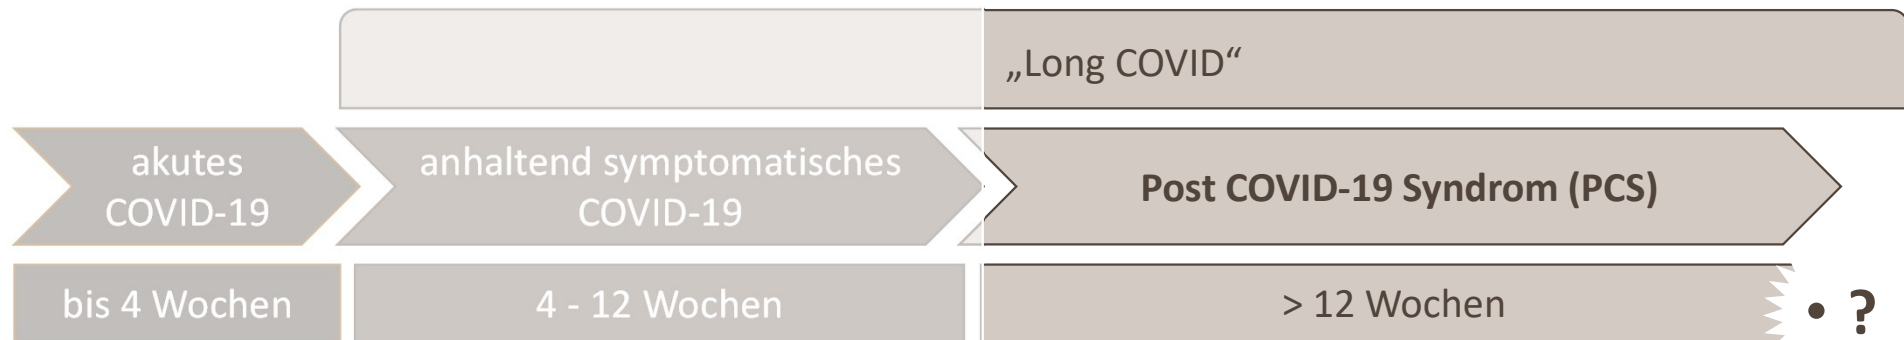 „Long COVID“
akutes
COVID-19
anhaltend symptomatisches
COVID-19
Post COVID-19 Syndrom (PCS)
bis 4 Wochen
4 - 12 Wochen
> 12 Wochen
• ?